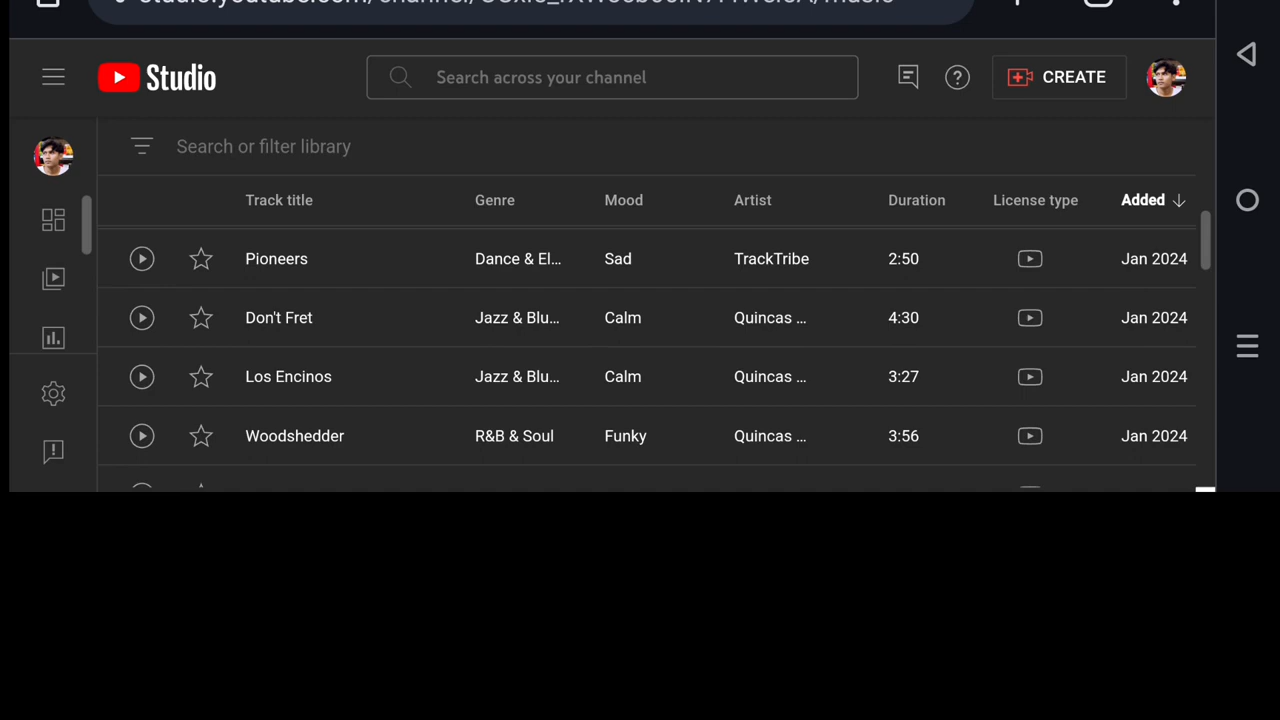 Studio
Search across your channel
CREATE
Search or filter library
Track title Genre Mood Artist Duration License type Added
Pioneers Dance & El... Sad TrackTribe 2:50 Jan 2024
Don't Fret Jazz & Blu... Calm Quincas ... 4:30 Jan 2024
Los Encinos Jazz & Blu... Calm Quincas ... 3:27 Jan 2024
Woodshedder R&B & Soul Funky Quincas ... 3:56 Jan 2024